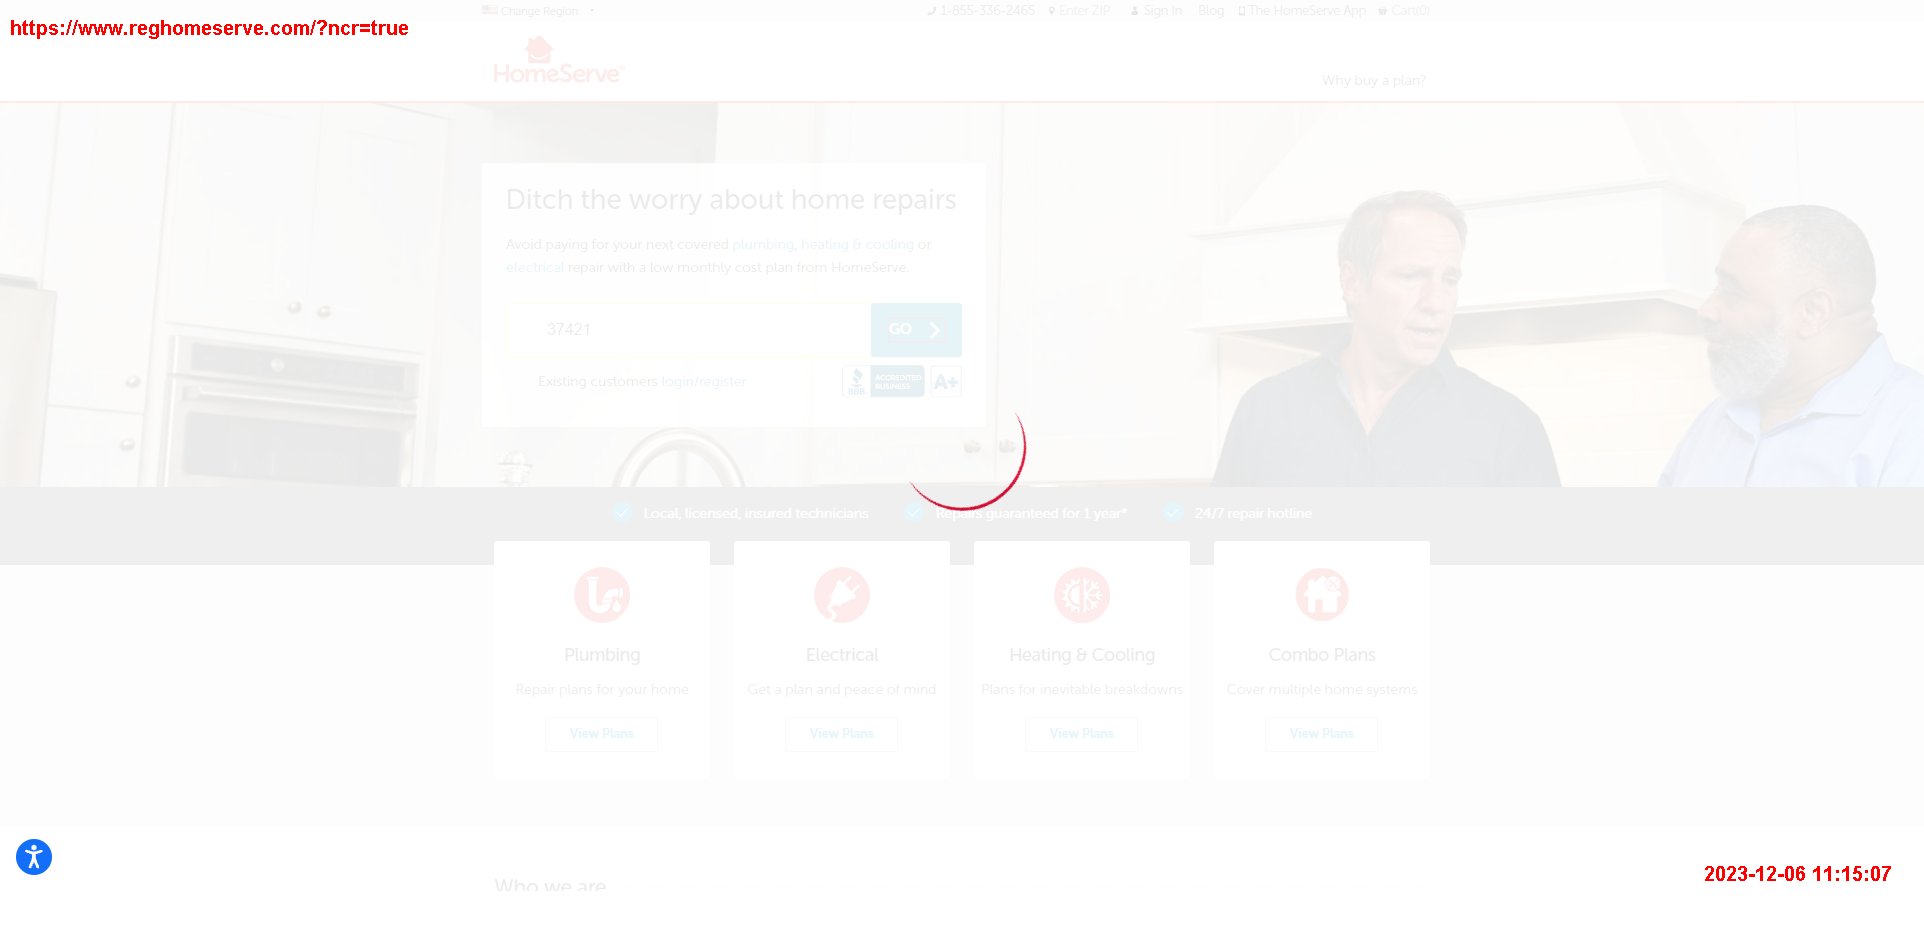 Change Region
1-855-336-2465 Enter ZIP Sign In Blog The HomeServe App Cart(0)
https://www.reghomeserve.com/?ncr=true
HomeServe
Why buy a plan?
Ditch the worry about home repairs
Avoid paying for your next covered plumbing, heating & cooling or
electrical repair with a low monthly cost plan from HomeServe.
37421 GO
Existing customers login/register
BBB. ACCREDITED BUSINESS A+
Local, licensed, insured technicians Repairs guaranteed for 1 year* 24/7 repair hotline
Plumbing Electrical Heating & Cooling Combo Plans
Repair plans for your home Get a plan and peace of mind Plans for inevitable breakdowns Cover multiple home systems
View Plans View Plans View Plans View Plans
2023-12-06 11:15:07
Who we are